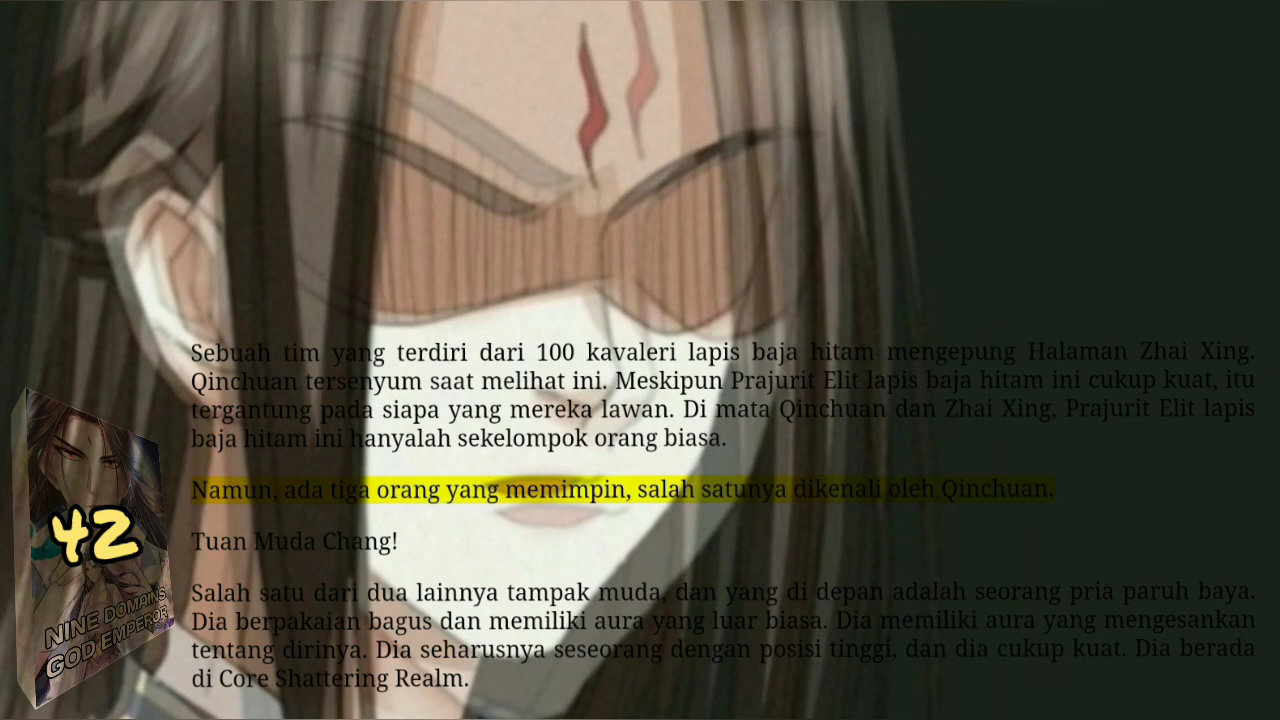 Sebuah tim yang terdiri dari 100 kavaleri lapis baja hitam mengepung Halaman Zhai Xing.
Qinchuan tersenyum saat melihat ini. Meskipun Prajurit Elit lapis baja hitam ini cukup kuat, itu
tergantung pada siapa yang mereka lawan. Di mata Qinchuan dan Zhai Xing, Prajurit Elit lapis
baja hitam ini hanyalah sekelompok orang biasa.
Namun, ada tiga orang yang memimpin, salah satunya dikenali oleh Qinchuan.
Tuan Muda Chang!
Salah satu dari dua lainnya tampak muda, dan yang di depan adalah seorang pria paruh baya.
Dia berpakaian bagus dan memiliki aura yang luar biasa. Dia memiliki aura yang mengesankan
tentang dirinya. Dia seharusnya seseorang dengan posisi tinggi, dan dia cukup kuat. Dia berada
di Core Shattering Realm.
42
NINE DOMAINS
GOD EMPEROR